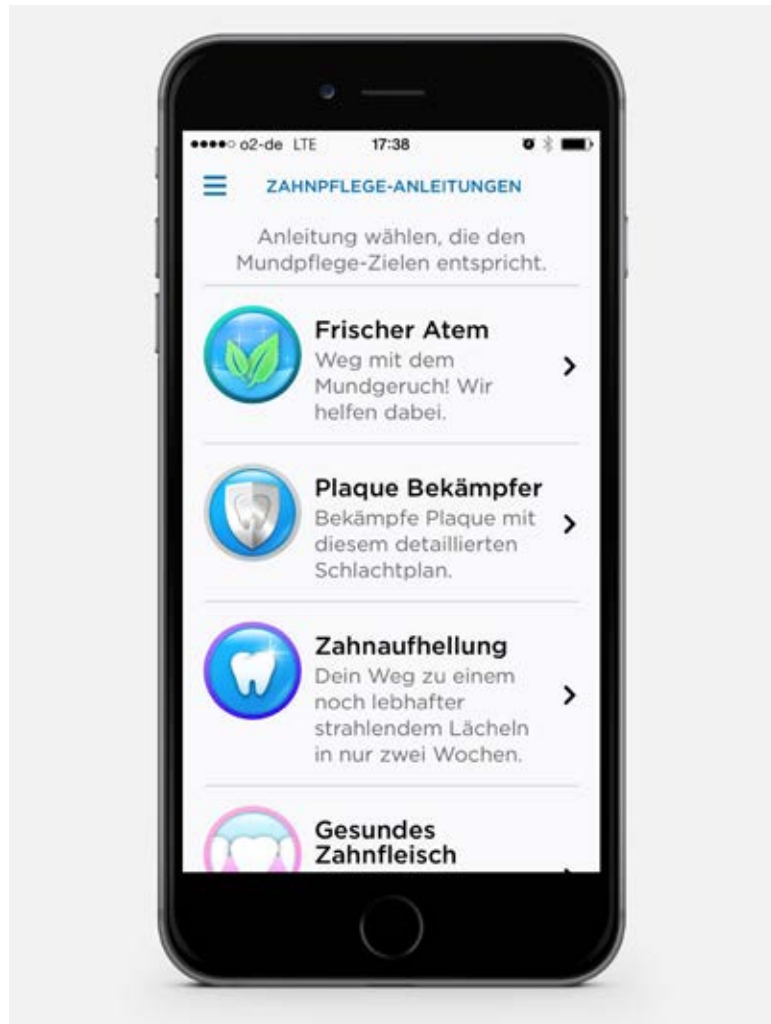 o2-de LTE 17:38
ZAHNPFLEGE-ANLEITUNGEN
Anleitung wählen, die den
Mundpflege-Zielen entspricht.
Frischer Atem
Weg mit dem
Mundgeruch! Wir
helfen dabei.
Plaque Bekämpfer
Bekämpfe Plaque mit
diesem detaillierten
Schlachtplan.
Zahnaufhellung
Dein Weg zu einem
noch lebhafter
strahlendem Lächeln
in nur zwei Wochen.
Gesundes
Zahnfleisch